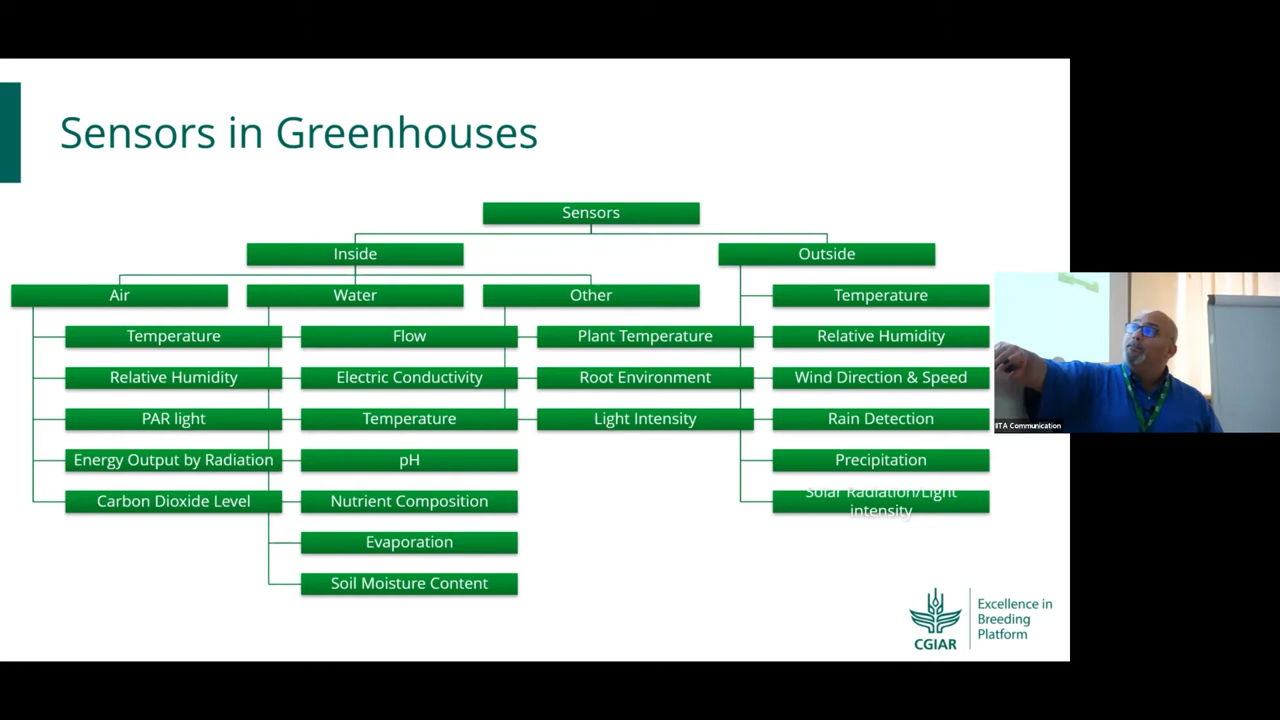 Sensors in Greenhouses
Sensors
Inside
Outside
Air
Water
Other
Temperature
Relative Humidity
PAR light
Energy Output by Radiation
Carbon Dioxide Level
Flow
Electric Conductivity
Temperature
pH
Nutrient Composition
Evaporation
Soil Moisture Content
Plant Temperature
Root Environment
Light Intensity
Temperature
Relative Humidity
Wind Direction & Speed
Rain Detection
Precipitation
Solar Radiation/Light
intensity
IITA Communication
CGIAR
Excellence in
Breeding
Platform